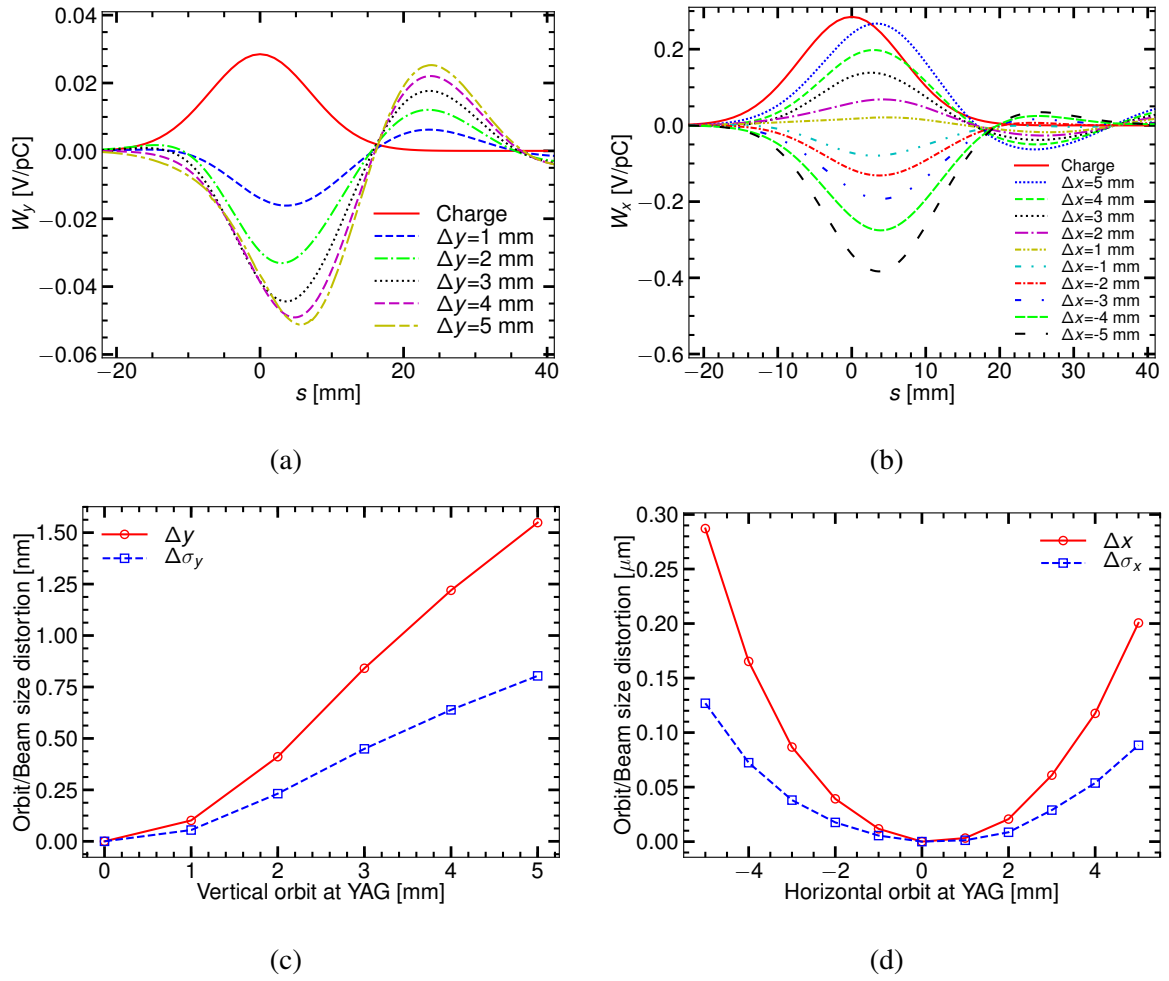 0.04
0.02
0.00
−0.02
−0.04
−0.06
W_y [V/pC]
−20
0
20
40
s [mm]
Charge
Δy=1 mm
Δy=2 mm
Δy=3 mm
Δy=4 mm
Δy=5 mm
(a)
0.2
0.0
−0.2
−0.4
−0.6
W_x [V/pC]
−20
−10
0
10
20
30
40
s [mm]
Charge
Δx=5 mm
Δx=4 mm
Δx=3 mm
Δx=2 mm
Δx=1 mm
Δx=-1 mm
Δx=-2 mm
Δx=-3 mm
Δx=-4 mm
Δx=-5 mm
(b)
1.50
1.25
1.00
0.75
0.50
0.25
0.00
Orbit/Beam size distortion [nm]
Δy
Δσ_y
0
1
2
3
4
5
Vertical orbit at YAG [mm]
(c)
0.30
0.25
0.20
0.15
0.10
0.05
0.00
Orbit/Beam size distortion [μm]
Δx
Δσ_x
−4
−2
0
2
4
Horizontal orbit at YAG [mm]
(d)